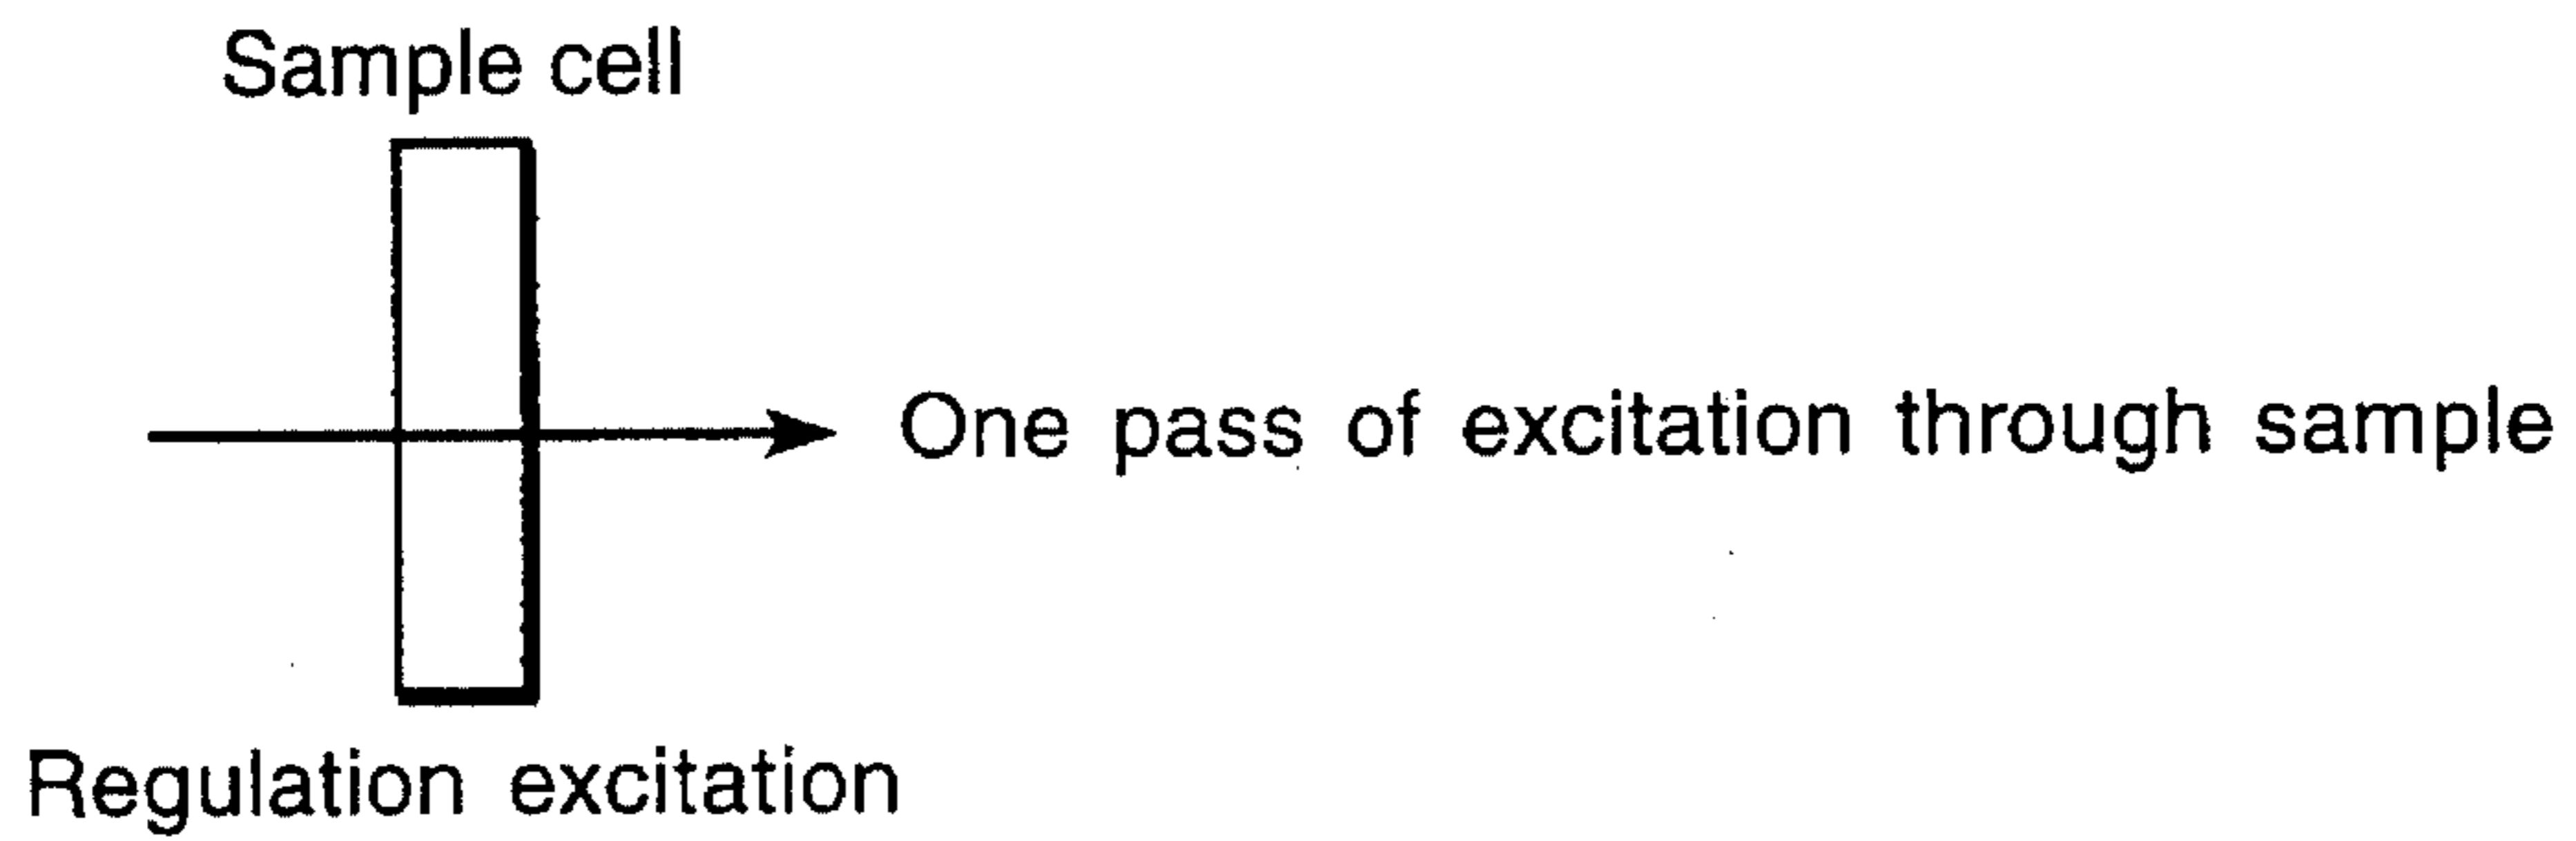 Sample cell
One pass of excitation through sample
Regulation excitation